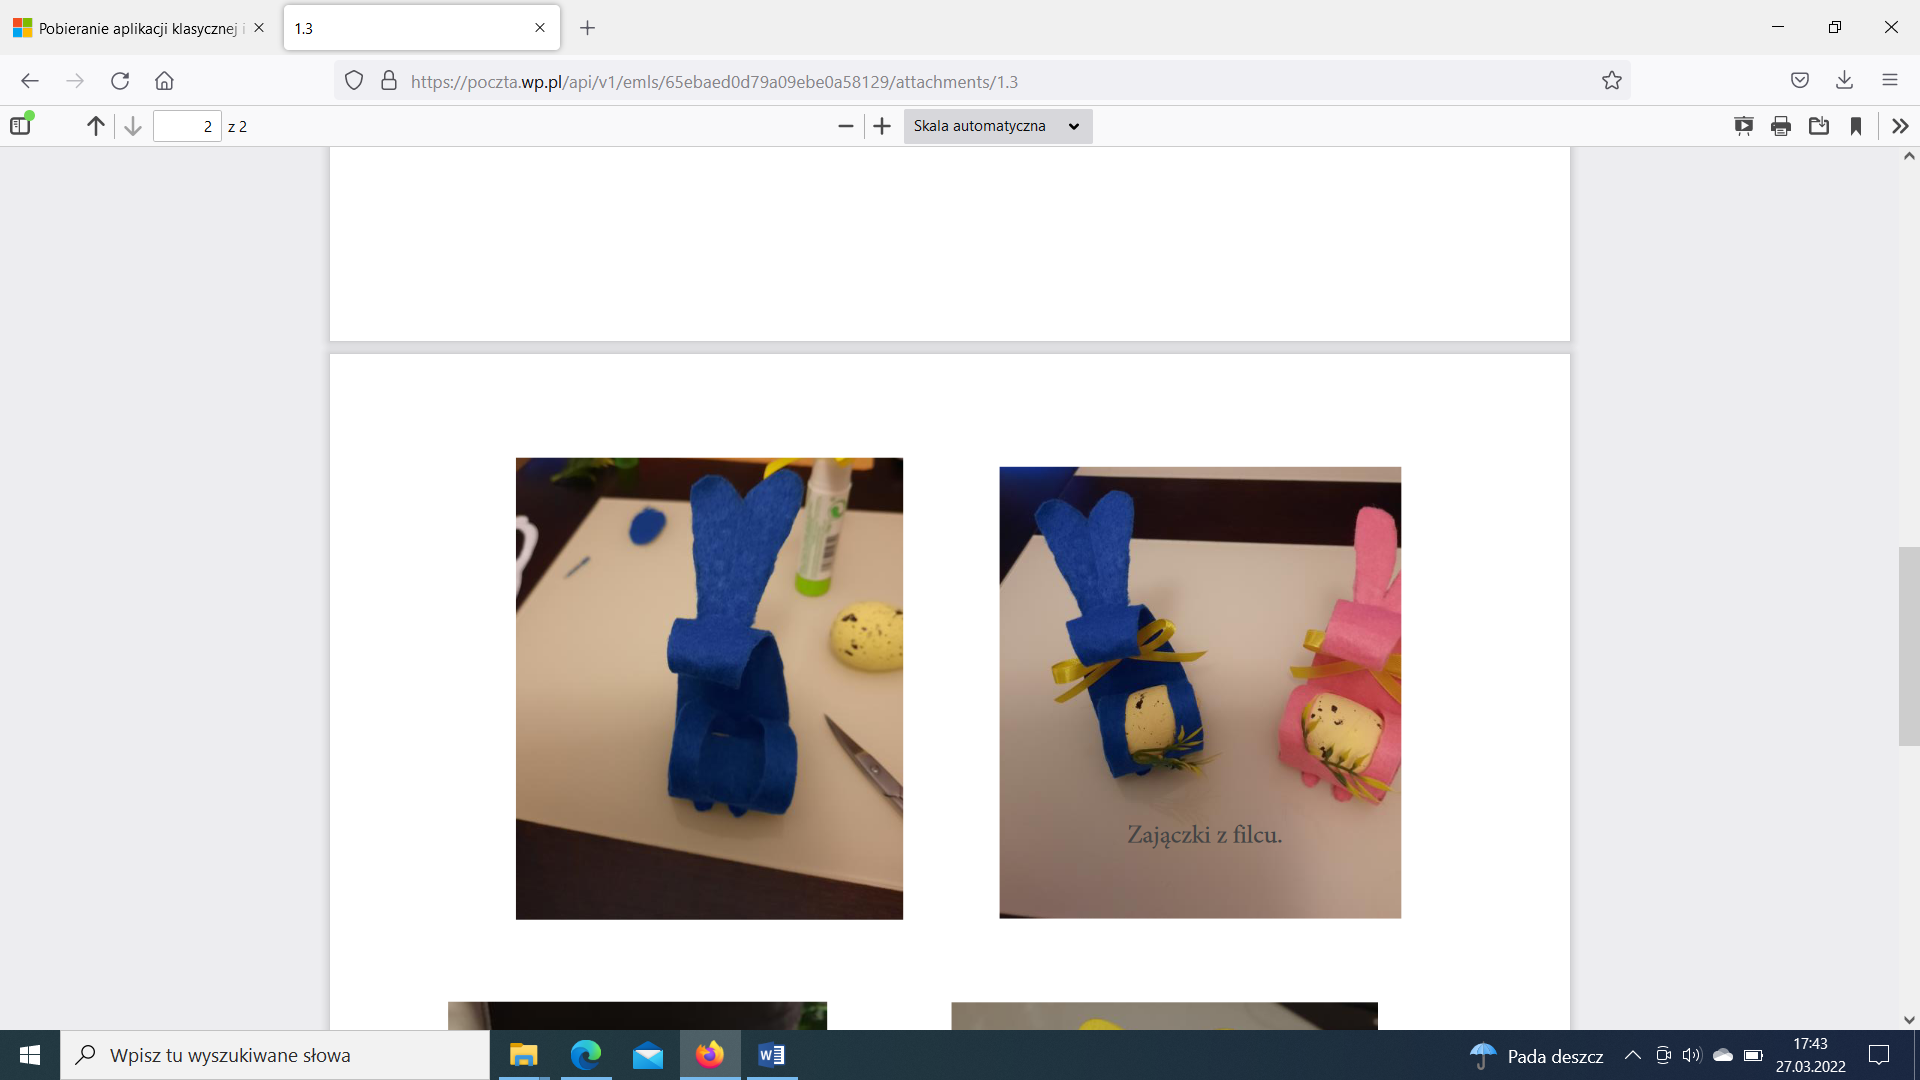 Pobieranie aplikacji klasycznej i
1.3
https://poczta.wp.pl/api/v1/emls/65ebaed0d79a09ebe0a58129/attachments/1.3
2 z 2
Skala automatyczna
Zajączki z filcu.
Wpisz tu wyszukiwane słowa
Pada deszcz
17:43
27.03.2022